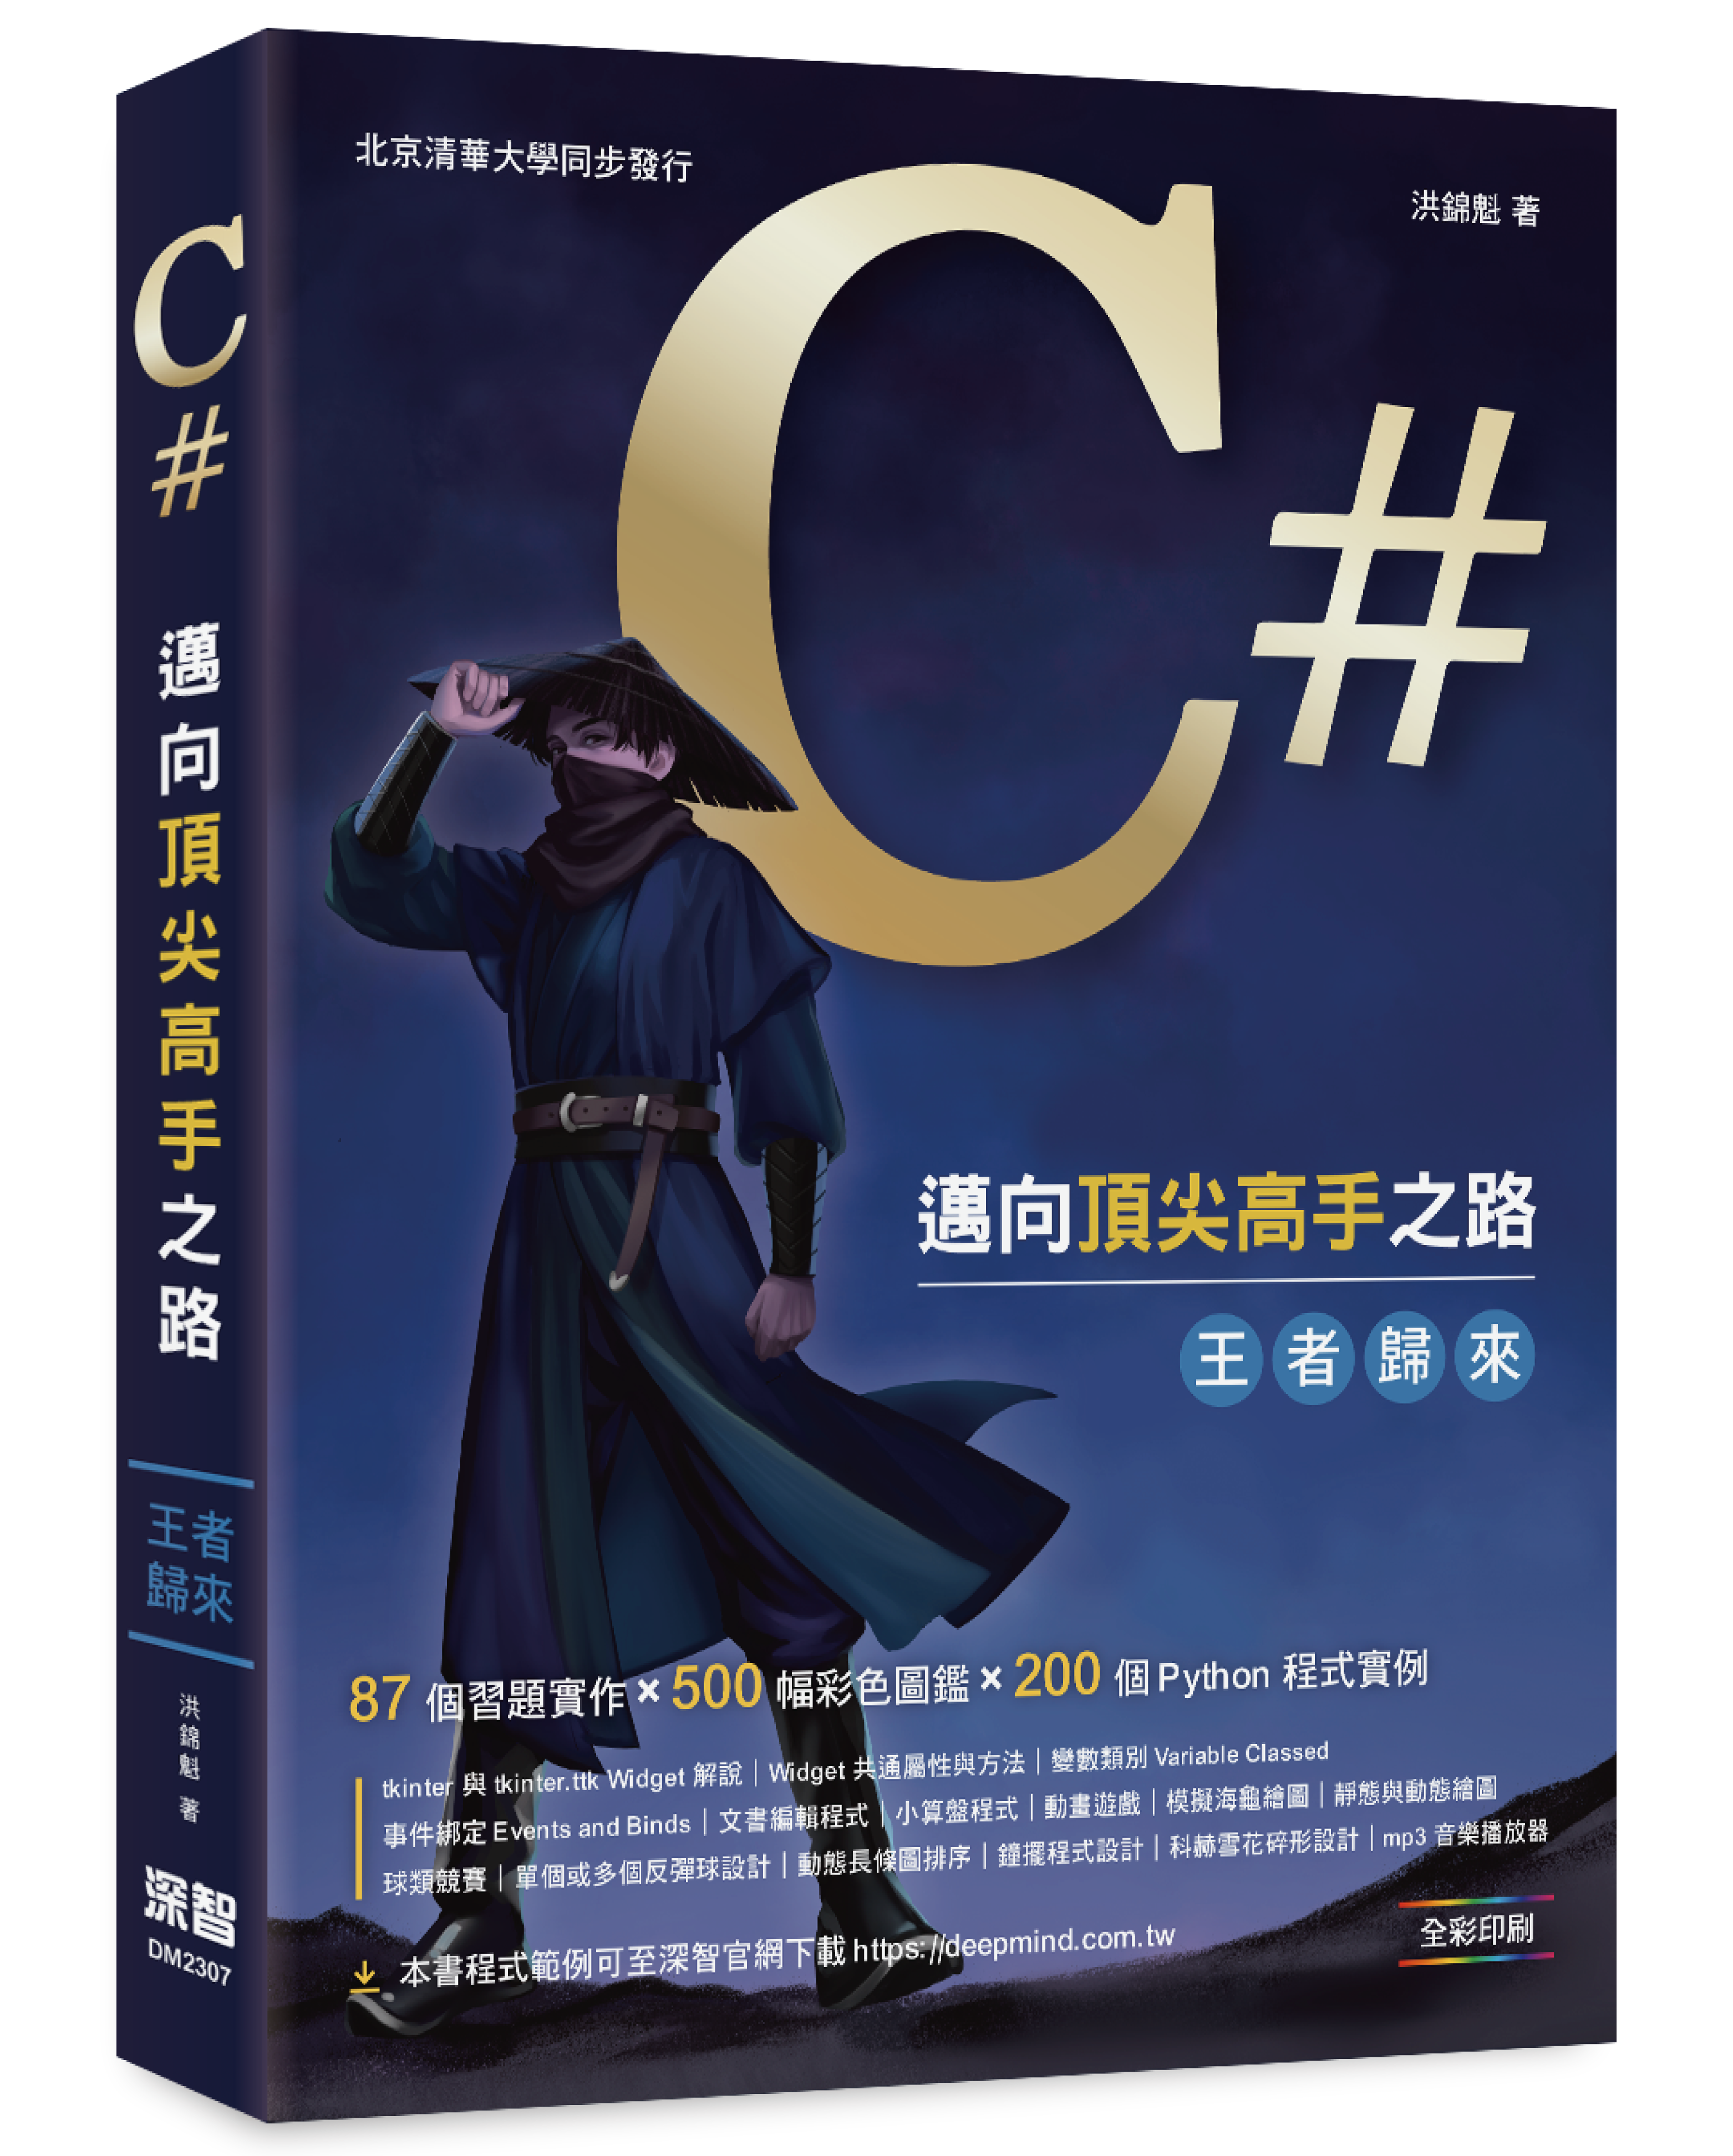 C
#
邁向頂尖高手之路
王者
歸來
洪錦魁 著
深智
DM2307
北京清華大學同步發行
洪錦魁 著
C#
邁向頂尖高手之路
王者歸來
87 個習題實作 × 500 幅彩色圖鑑 × 200 個 Python 程式實例
tkinter 與 tkinter.ttk Widget 解說｜Widget 共通屬性與方法｜變數類別 Variable Classed
事件綁定 Events and Binds｜文書編輯程式｜小算盤程式｜動畫遊戲｜模擬海龜繪圖｜靜態與動態繪圖
球類競賽｜單個或多個反彈球設計｜動態長條圖排序｜鐘擺程式設計｜科赫雪花碎形設計｜mp3 音樂播放器
本書程式範例可至深智官網下載 https://deepmind.com.tw
全彩印刷